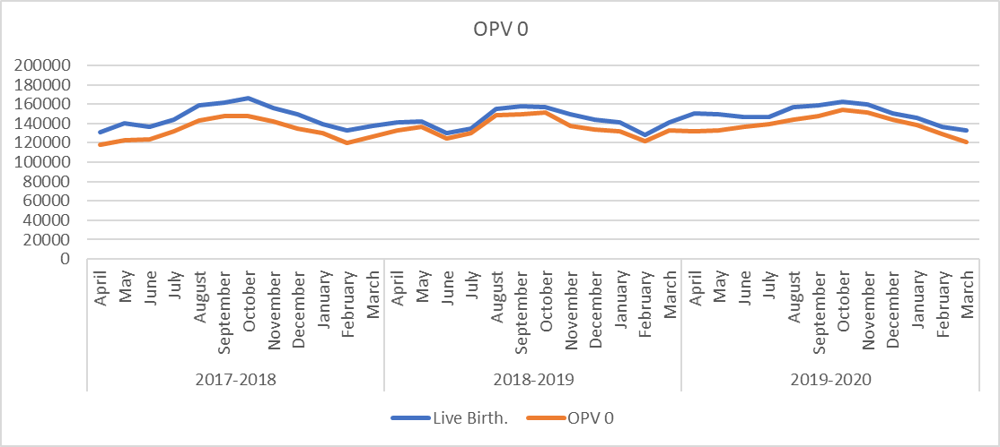 OPV 0
200000
180000
160000
140000
120000
100000
80000
60000
40000
20000
0
April
May
June
July
August
September
October
November
December
January
February
March
April
May
June
July
August
September
October
November
December
January
February
March
April
May
June
July
August
September
October
November
December
January
February
March
2017-2018 2018-2019 2019-2020
Live Birth. OPV 0